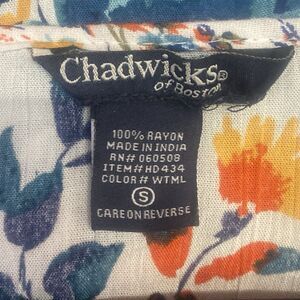 Chadwicks®
of Boston
100% RAYON
MADE IN INDIA
RN# 060508
ITEM# HD434
COLOR# WTML
S
CARE ON REVERSE